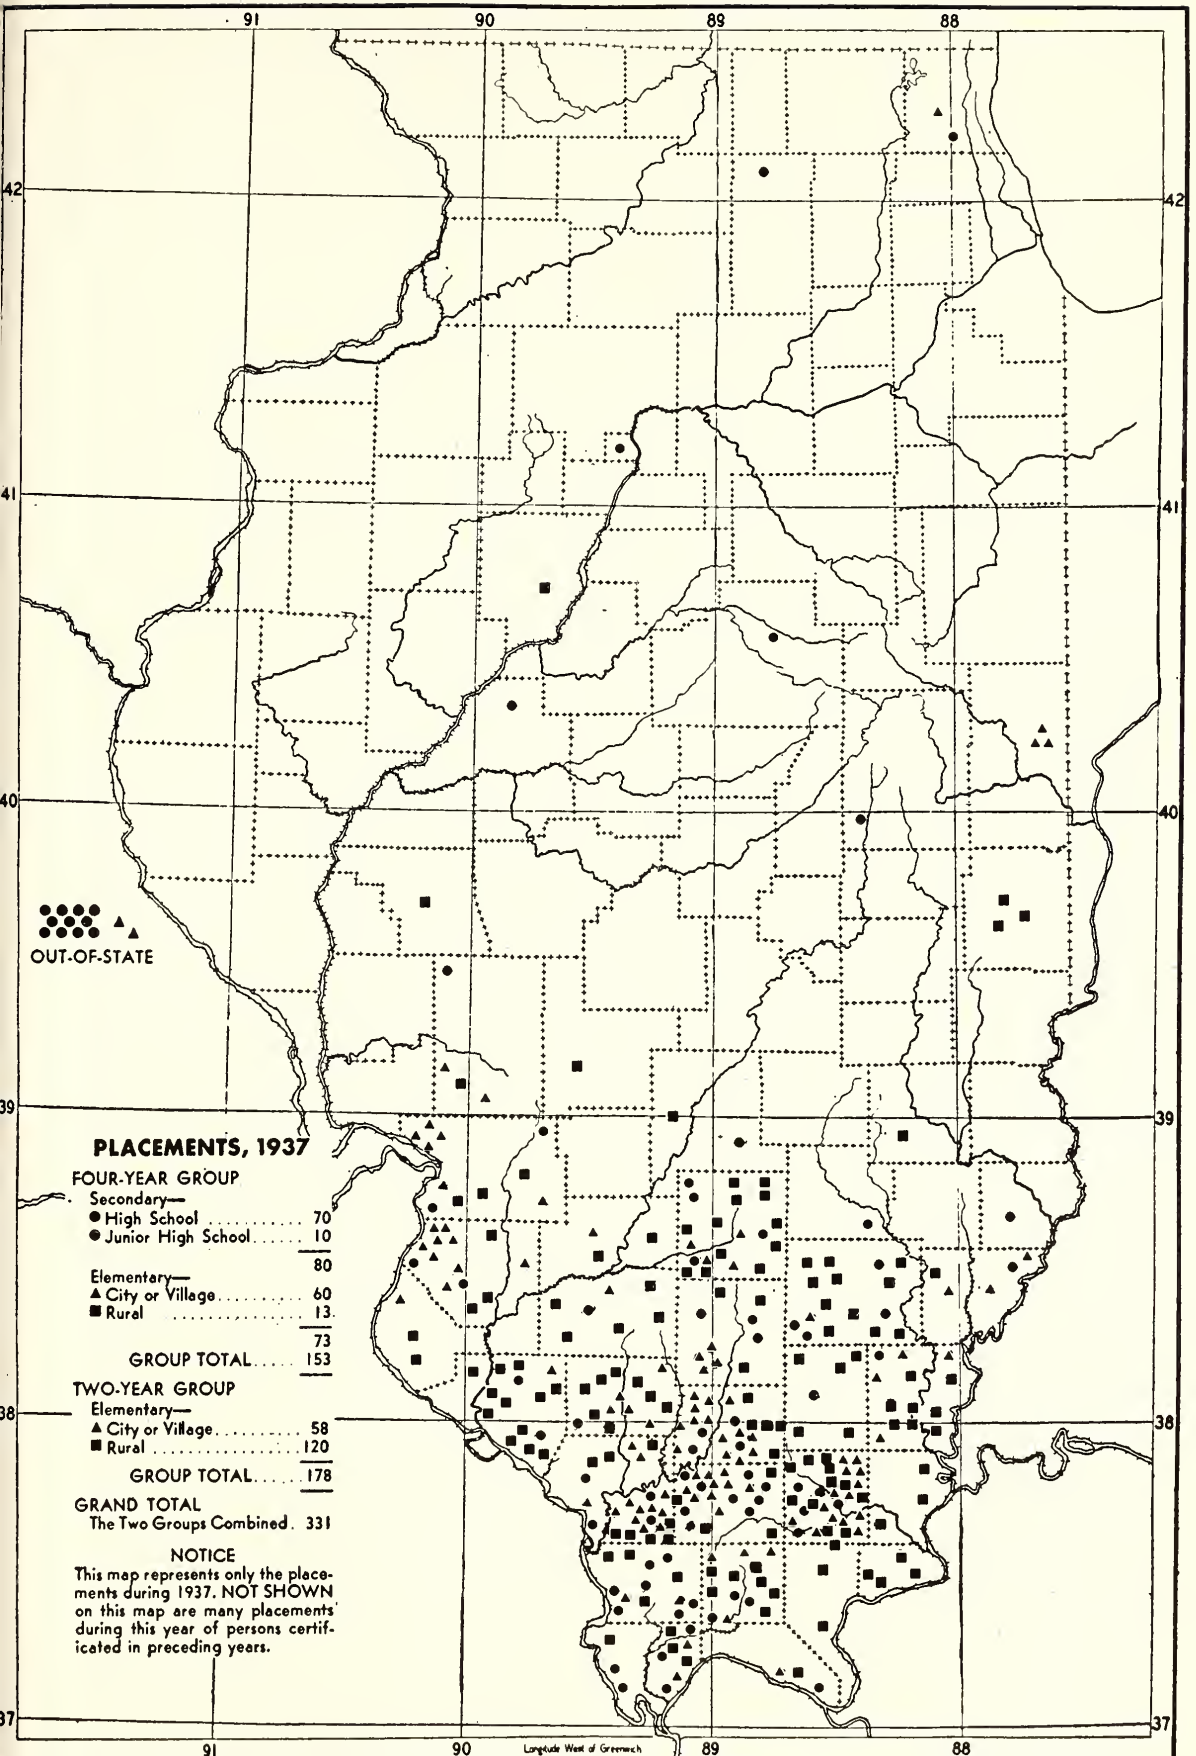 91 90 89 88
42 42
41 41
40 40
OUT-OF-STATE
39 39
PLACEMENTS, 1937
FOUR-YEAR GROUP
Secondary—
● High School ........... 70
● Junior High School...... 10
80
Elementary—
▲ City or Village.......... 60
■ Rural .............. 13.
73
GROUP TOTAL..... 153
TWO-YEAR GROUP
Elementary—
38 38
▲ City or Village.......... 58
■ Rural ................ 120
GROUP TOTAL...... 178
GRAND TOTAL
The Two Groups Combined. 331
NOTICE
This map represents only the place-
ments during 1937. NOT SHOWN
on this map are many placements
during this year of persons certif-
icated in preceding years.
37 37
91 90 89 88
Longitude West of Greenwich